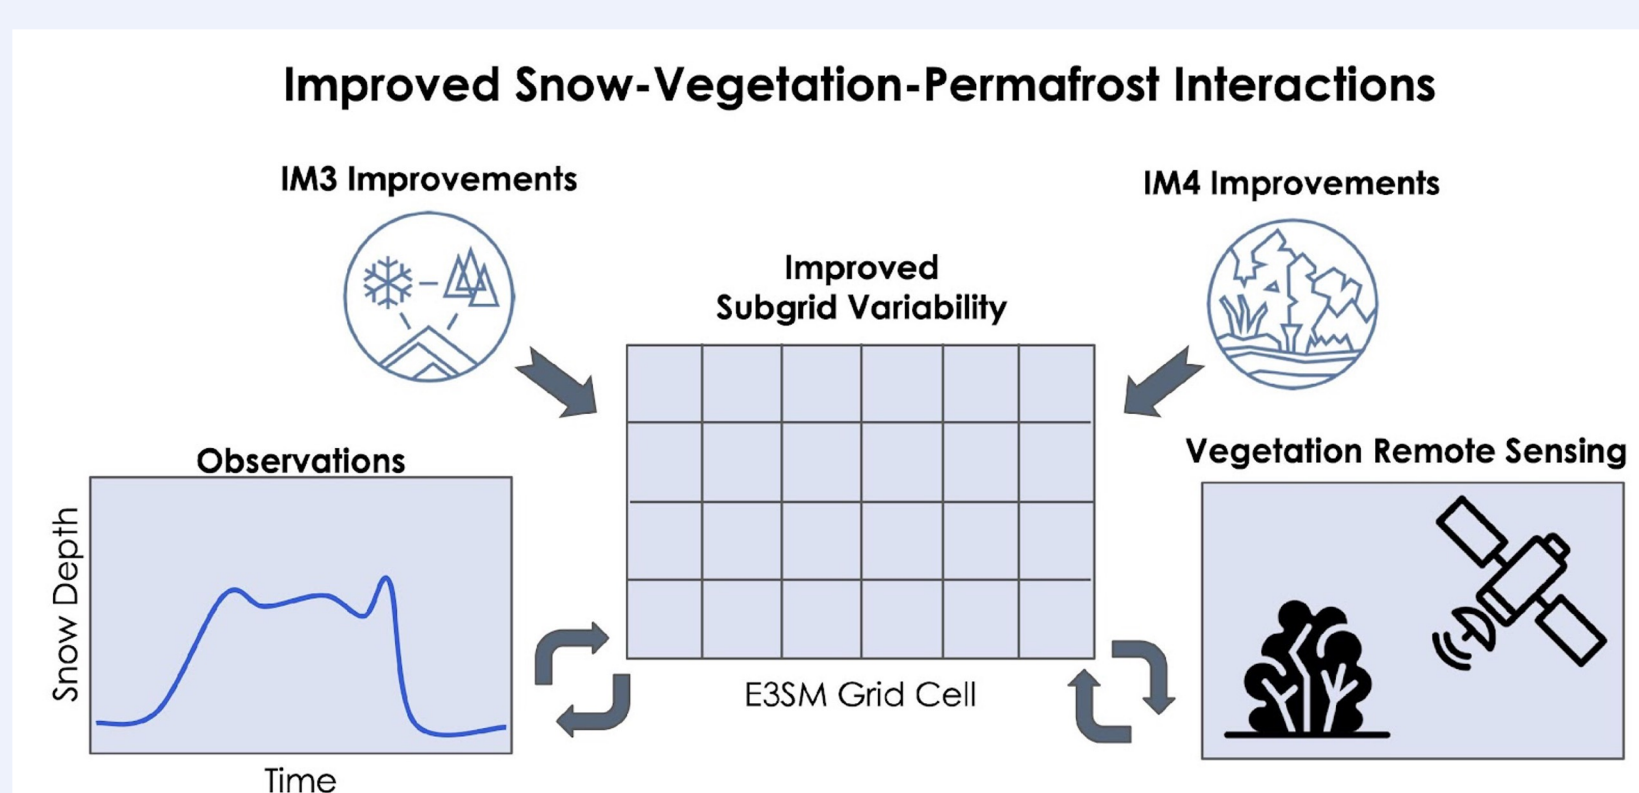 Improved Snow-Vegetation-Permafrost Interactions
IM3 Improvements
IM4 Improvements
Improved
Subgrid Variability
Observations
Snow Depth
Time
E3SM Grid Cell
Vegetation Remote Sensing